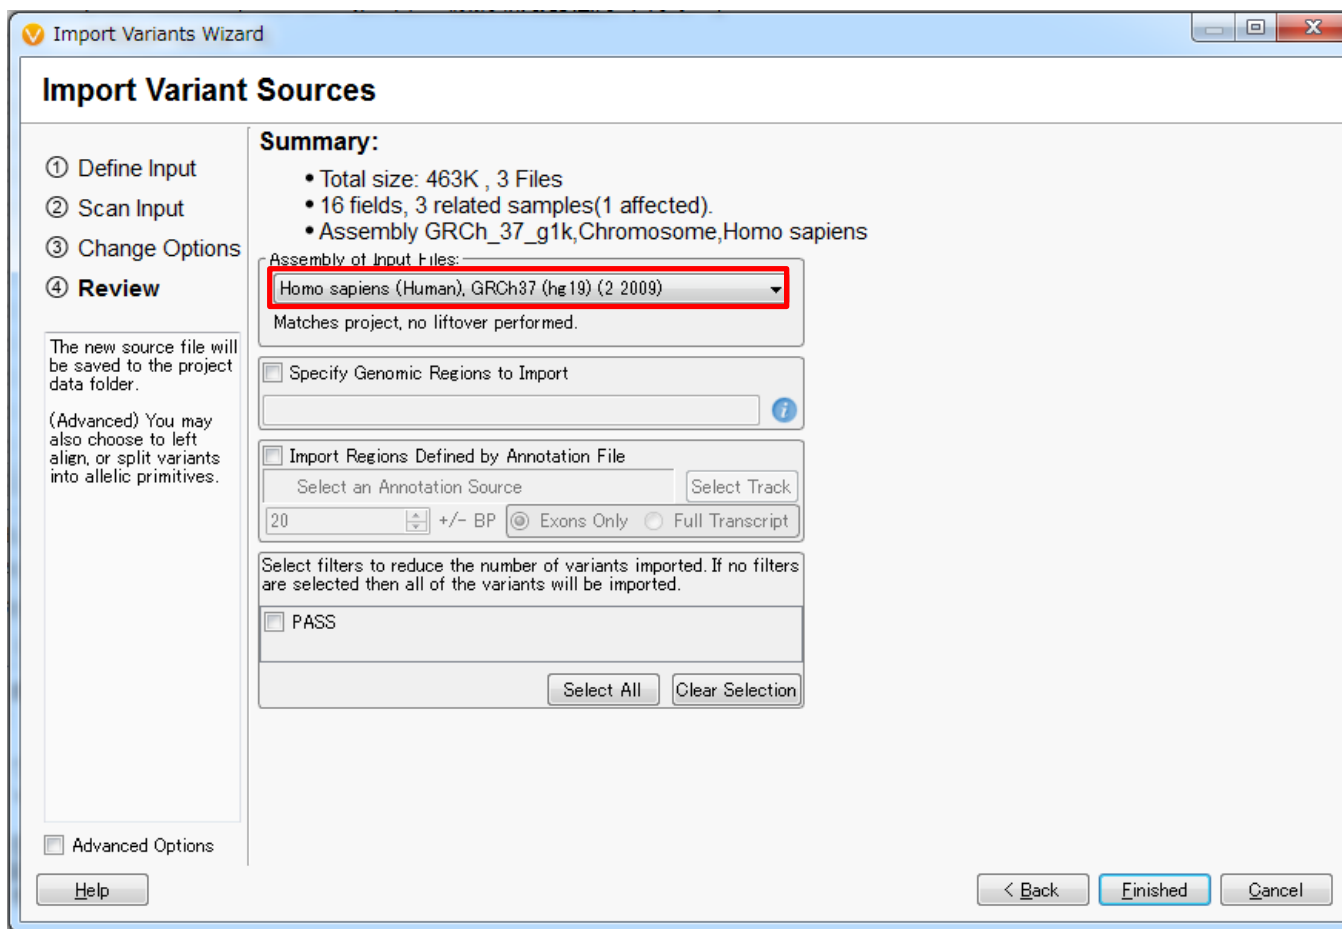 Import Variants Wizard
Import Variant Sources
① Define Input
② Scan Input
③ Change Options
④ Review
The new source file will
be saved to the project
data folder.
(Advanced) You may
also choose to left
align, or split variants
into allelic primitives.
Advanced Options
Summary:
• Total size: 463K , 3 Files
• 16 fields, 3 related samples(1 affected).
• Assembly GRCh_37_g1k,Chromosome,Homo sapiens
Assembly of Input Files:
Homo sapiens (Human), GRCh37 (hg19) (2 2009)
Matches project, no liftover performed.
Specify Genomic Regions to Import
i
Import Regions Defined by Annotation File
Select an Annotation Source Select Track
20 +/- BP Exons Only Full Transcript
Select filters to reduce the number of variants imported. If no filters
are selected then all of the variants will be imported.
PASS
Select All Clear Selection
Help < Back Finished Cancel